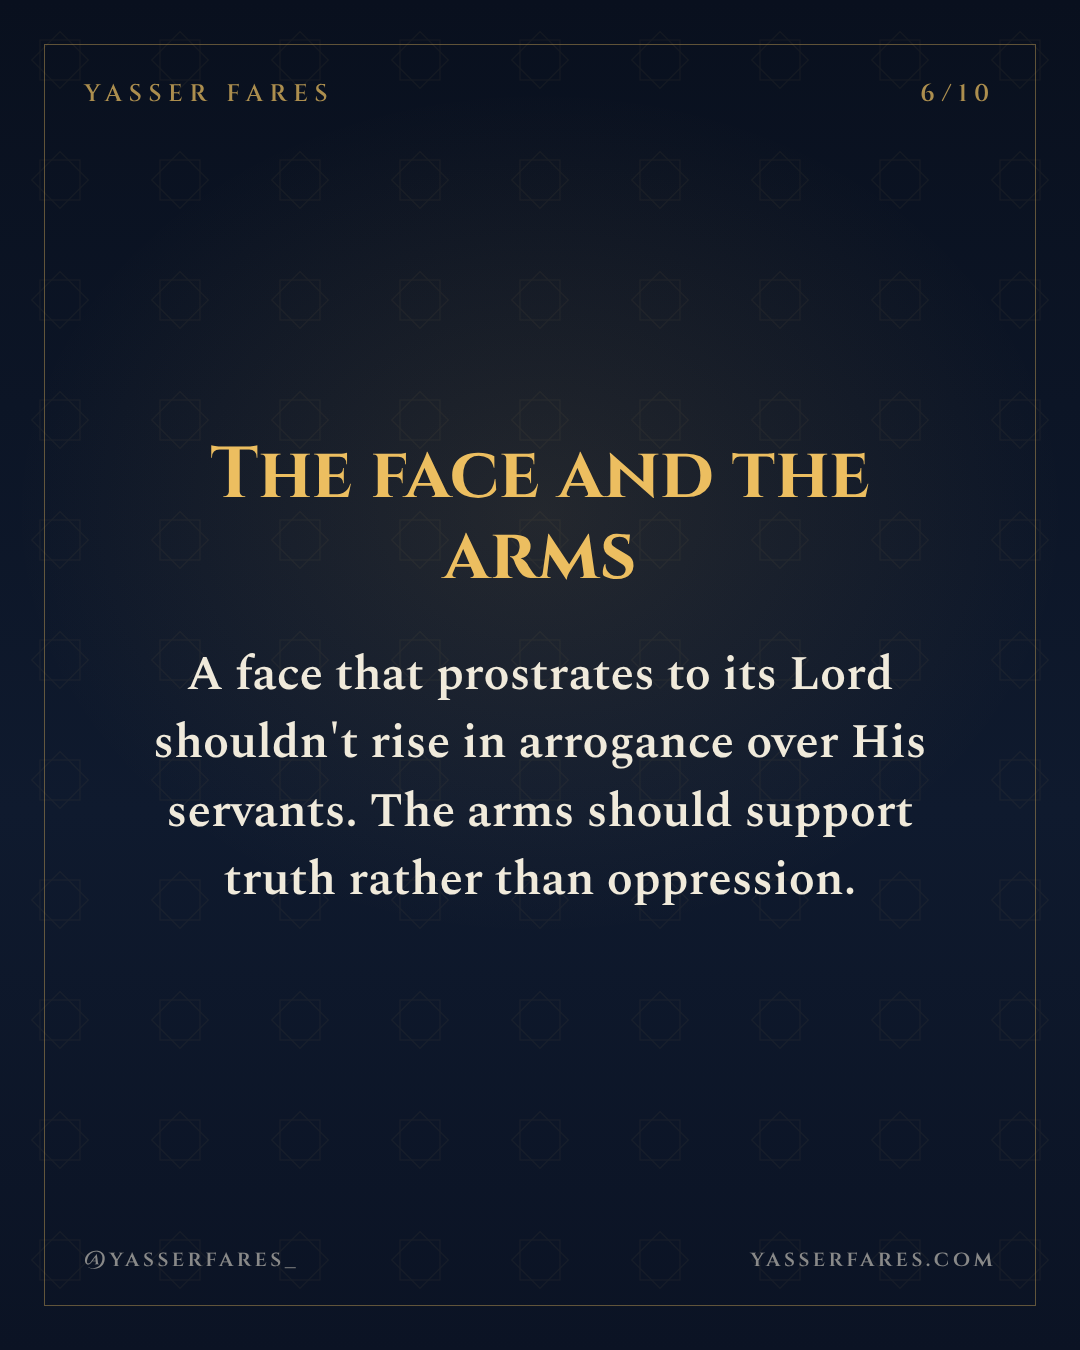 YASSER FARES
6/10
The face and the
arms
A face that prostrates to its Lord
shouldn't rise in arrogance over His
servants. The arms should support
truth rather than oppression.
@YASSERFARES_
YASSERFARES.COM